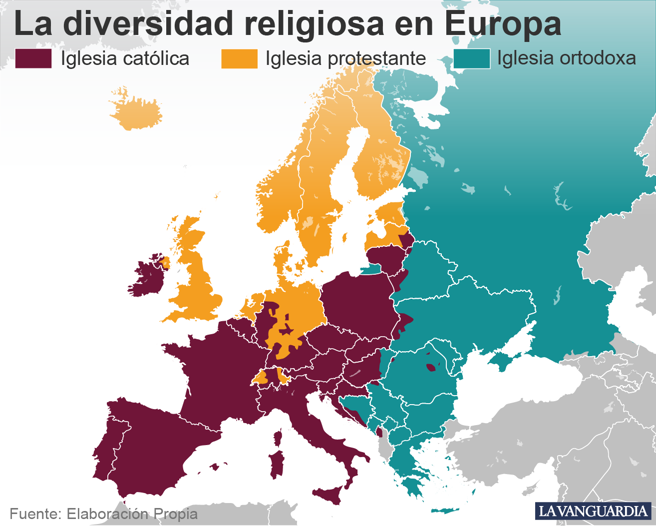 La diversidad religiosa en Europa
Iglesia católica
Iglesia protestante
Iglesia ortodoxa
Fuente: Elaboración Propia
LA VANGUARDIA